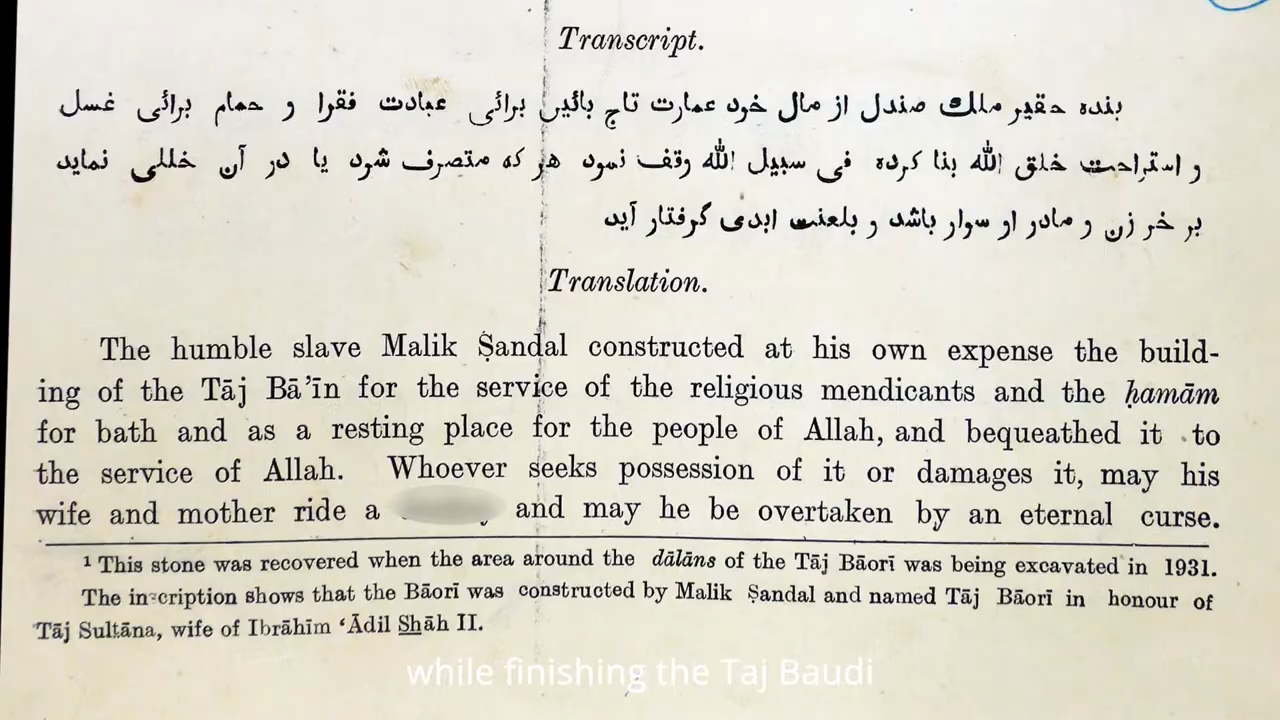 Transcript.
بنده حقیر ملك صندل از مال خود عمارت تاج بائیں برائی عبادت فقرا و حمام برائی غسل
و استراحت خلق الله بنا کرده فی سبیل الله وقف نمود هر که متصرف شود یا در آن خللی نماید
بر خر زن و مادر او سوار باشد و بلعنت ابدی گرفتار آید
Translation.
The humble slave Malik Ṣandal constructed at his own expense the build-
ing of the Tāj Bā’īn for the service of the religious mendicants and the ḥamām
for bath and as a resting place for the people of Allah, and bequeathed it to
the service of Allah. Whoever seeks possession of it or damages it, may his
wife and mother ride a and may he be overtaken by an eternal curse.
¹ This stone was recovered when the area around the dālāns of the Tāj Bāorī was being excavated in 1931.
The inscription shows that the Bāorī was constructed by Malik Ṣandal and named Tāj Bāorī in honour of
Tāj Sultāna, wife of Ibrāhīm ‘Ādil Shāh II.
while finishing the Taj Baudi